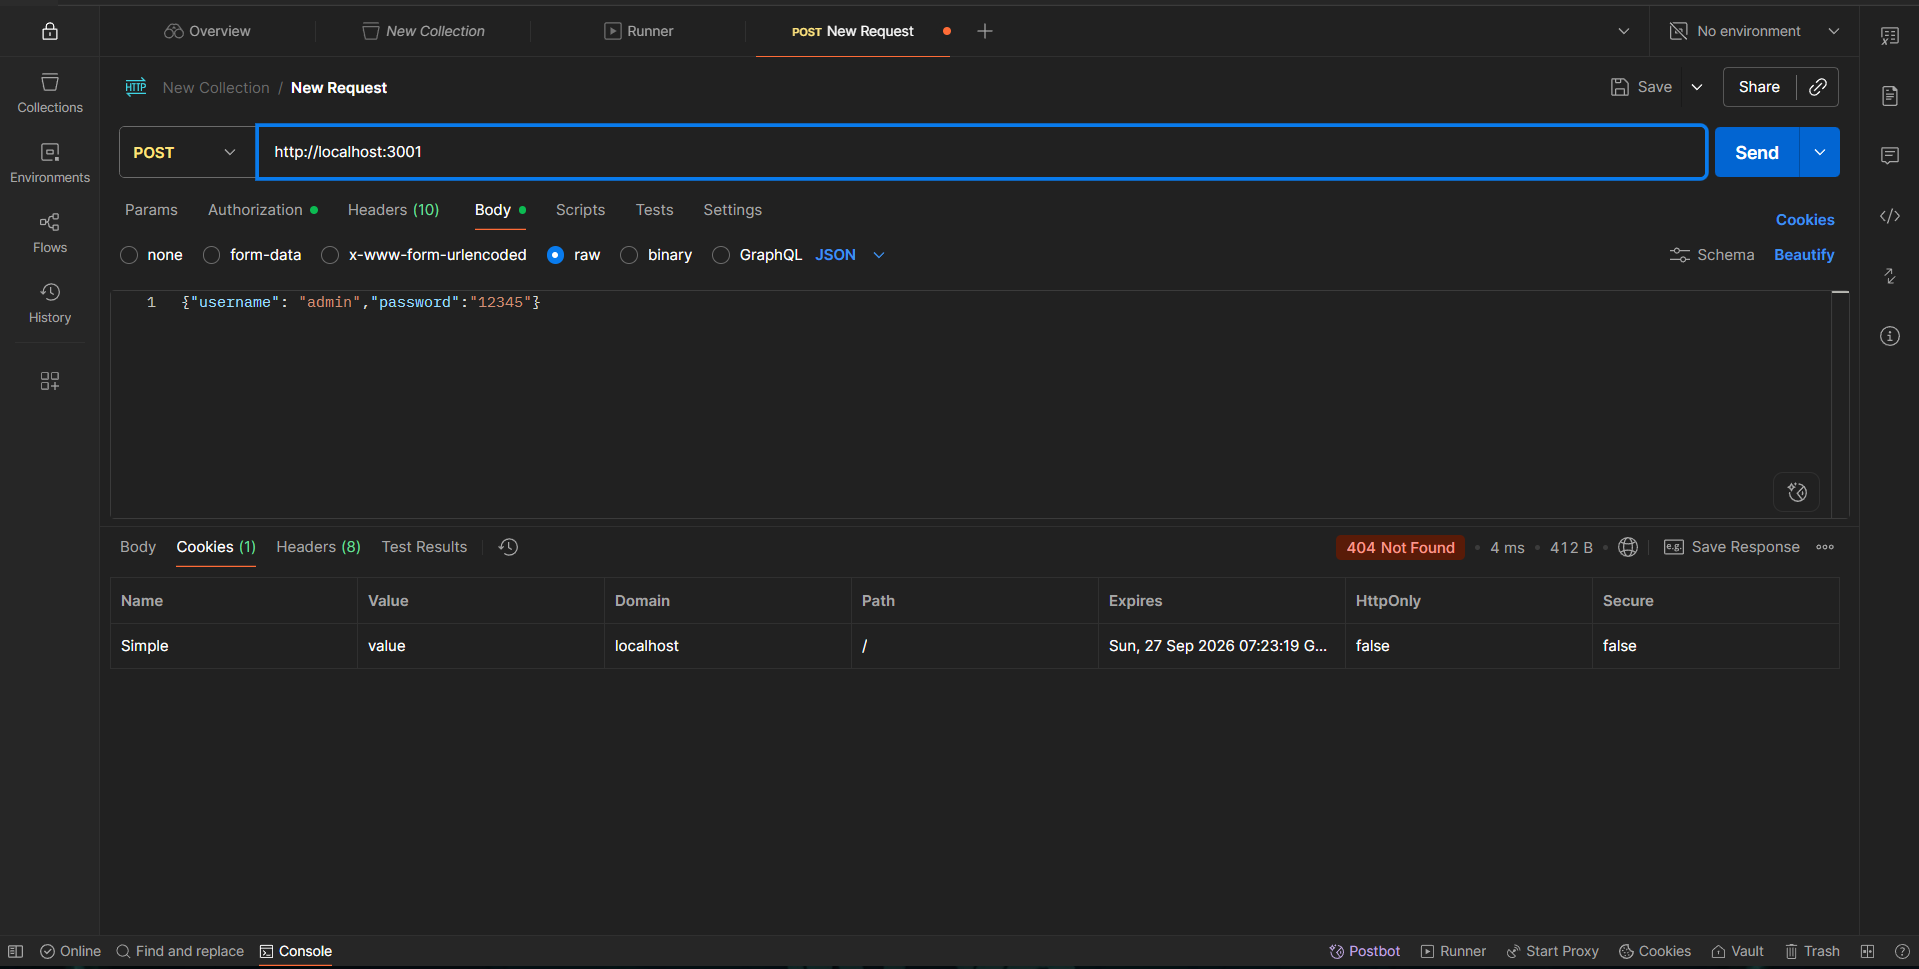 Overview
New Collection
Runner
POST New Request
No environment
Collections
Environments
Flows
History
HTTP
New Collection / New Request
Save
Share
POST
http://localhost:3001
Send
Params
Authorization
Headers (10)
Body
Scripts
Tests
Settings
Cookies
none
form-data
x-www-form-urlencoded
raw
binary
GraphQL
JSON
Schema
Beautify
1 {"username": "admin","password":"12345"}
Body
Cookies (1)
Headers (8)
Test Results
404 Not Found
4 ms
412 B
e.g.
Save Response
Name Value Domain Path Expires HttpOnly Secure
Simple value localhost / Sun, 27 Sep 2026 07:23:19 G... false false
Online
Find and replace
Console
Postbot
Runner
Start Proxy
Cookies
Vault
Trash